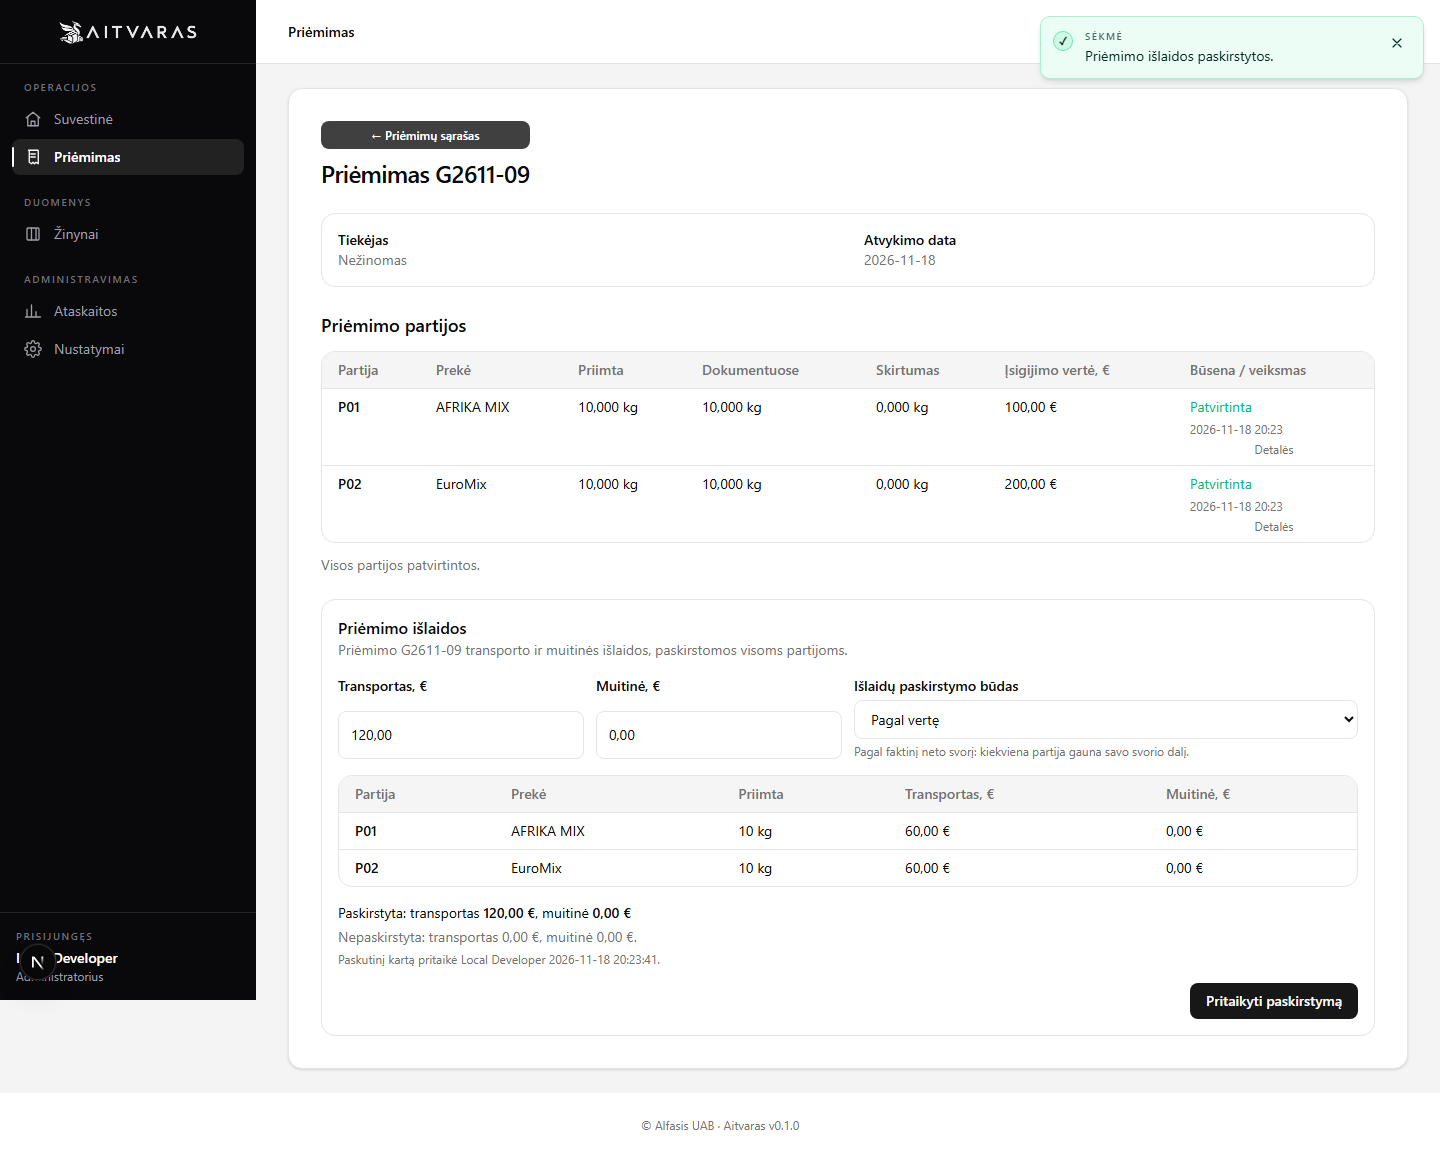 AITVARAS
OPERACIJOS
Suvestinė
Priėmimas
DUOMENYS
Žinynai
ADMINISTRAVIMAS
Ataskaitos
Nustatymai
PRISIJUNGĘS
Developer
Administratorius
Priėmimas
SĖKMĖ
Priėmimo išlaidos paskirstytos.
← Priėmimų sąrašas
Priėmimas G2611-09
Tiekėjas Atvykimo data
Nežinomas 2026-11-18
Priėmimo partijos
Partija Prekė Priimta Dokumentuose Skirtumas Įsigijimo vertė, € Būsena / veiksmas
P01 AFRIKA MIX 10,000 kg 10,000 kg 0,000 kg 100,00 € Patvirtinta
2026-11-18 20:23
Detalės
P02 EuroMix 10,000 kg 10,000 kg 0,000 kg 200,00 € Patvirtinta
2026-11-18 20:23
Detalės
Visos partijos patvirtintos.
Priėmimo išlaidos
Priėmimo G2611-09 transporto ir muitinės išlaidos, paskirstomos visoms partijoms.
Transportas, € Muitinė, € Išlaidų paskirstymo būdas
120,00 0,00 Pagal vertę
Pagal faktinį neto svorį: kiekviena partija gauna savo svorio dalį.
Partija Prekė Priimta Transportas, € Muitinė, €
P01 AFRIKA MIX 10 kg 60,00 € 0,00 €
P02 EuroMix 10 kg 60,00 € 0,00 €
Paskirstyta: transportas 120,00 €, muitinė 0,00 €
Nepaskirstyta: transportas 0,00 €, muitinė 0,00 €.
Paskutinį kartą pritaikė Local Developer 2026-11-18 20:23:41.
Pritaikyti paskirstymą
© Alfasis UAB · Aitvaras v0.1.0